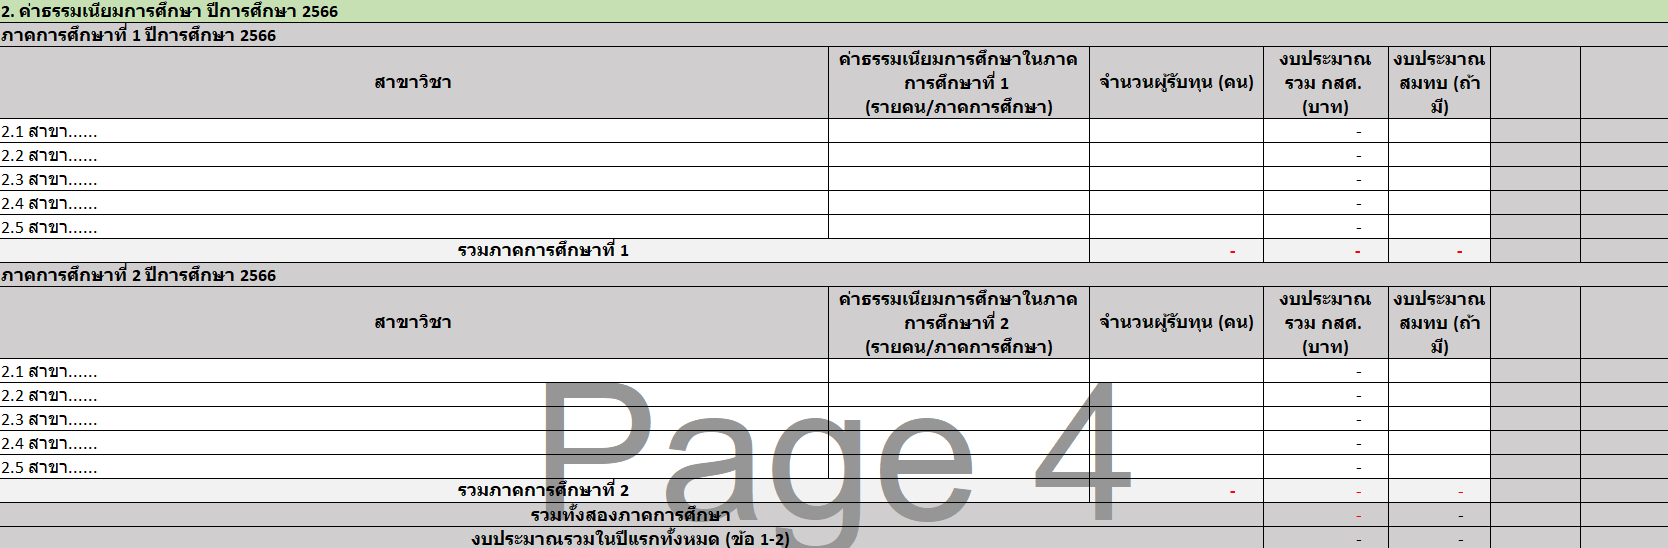 2. ค่าธรรมเนียมการศึกษา ปีการศึกษา 2566
ภาคการศึกษาที่ 1 ปีการศึกษา 2566
สาขาวิชา
ค่าธรรมเนียมการศึกษาในภาค
การศึกษาที่ 1
(รายคน/ภาคการศึกษา)
จำนวนผู้รับทุน (คน)
งบประมาณ
รวม กสศ.
(บาท)
งบประมาณ
สมทบ (ถ้า
มี)
2.1 สาขา...... -
2.2 สาขา...... -
2.3 สาขา...... -
2.4 สาขา...... -
2.5 สาขา...... -
รวมภาคการศึกษาที่ 1 - - -
ภาคการศึกษาที่ 2 ปีการศึกษา 2566
สาขาวิชา
ค่าธรรมเนียมการศึกษาในภาค
การศึกษาที่ 2
(รายคน/ภาคการศึกษา)
จำนวนผู้รับทุน (คน)
งบประมาณ
รวม กสศ.
(บาท)
งบประมาณ
สมทบ (ถ้า
มี)
2.1 สาขา...... -
2.2 สาขา...... -
2.3 สาขา...... -
2.4 สาขา...... -
2.5 สาขา...... -
Page 4
รวมภาคการศึกษาที่ 2 - - -
รวมทั้งสองภาคการศึกษา - -
งบประมาณรวมในปีแรกทั้งหมด (ข้อ 1-2) - -